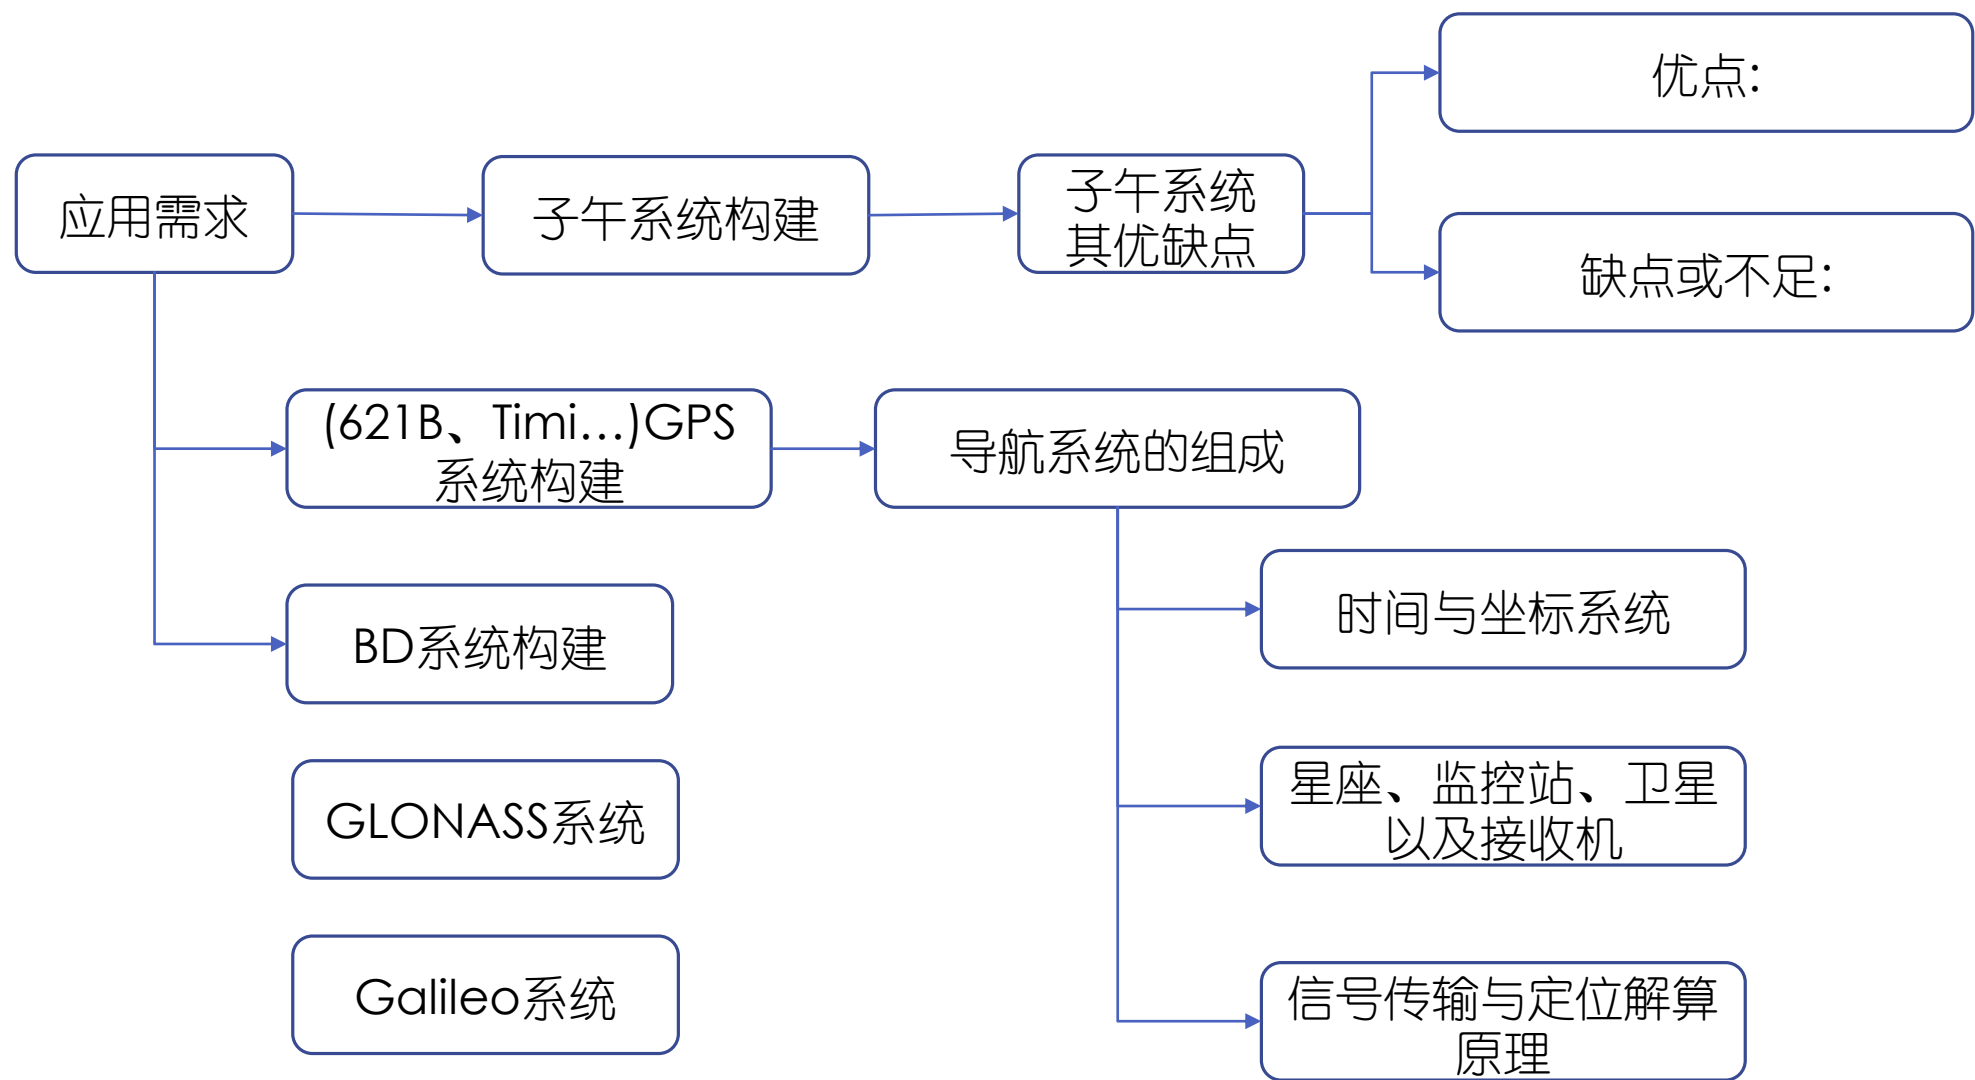 优点:
应用需求
子午系统构建
子午系统
其优缺点
缺点或不足:
(621B、Timi...)GPS
系统构建
导航系统的组成
BD系统构建
时间与坐标系统
GLONASS系统
星座、监控站、卫星
以及接收机
Galileo系统
信号传输与定位解算
原理